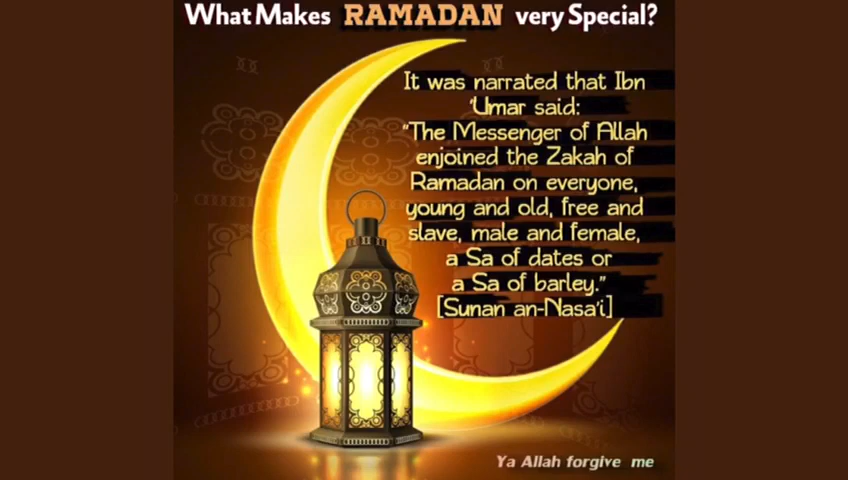 What Makes RAMADAN very Special?
It was narrated that Ibn
'Umar said:
"The Messenger of Allah
enjoined the Zakah of
Ramadan on everyone,
young and old, free and
slave, male and female,
a Sa of dates or
a Sa of barley."
[Sunan an-Nasa'i]
Ya Allah forgive me